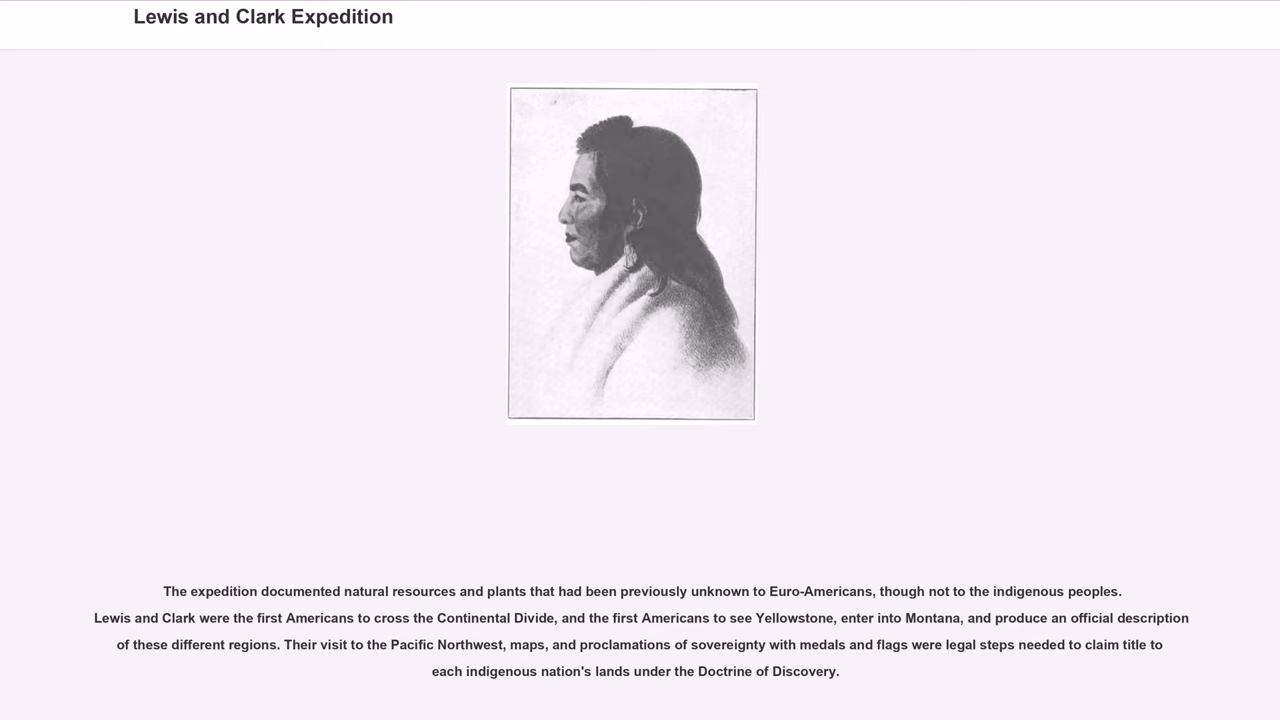 Lewis and Clark Expedition
The expedition documented natural resources and plants that had been previously unknown to Euro-Americans, though not to the indigenous peoples.
Lewis and Clark were the first Americans to cross the Continental Divide, and the first Americans to see Yellowstone, enter into Montana, and produce an official description
of these different regions. Their visit to the Pacific Northwest, maps, and proclamations of sovereignty with medals and flags were legal steps needed to claim title to
each indigenous nation's lands under the Doctrine of Discovery.